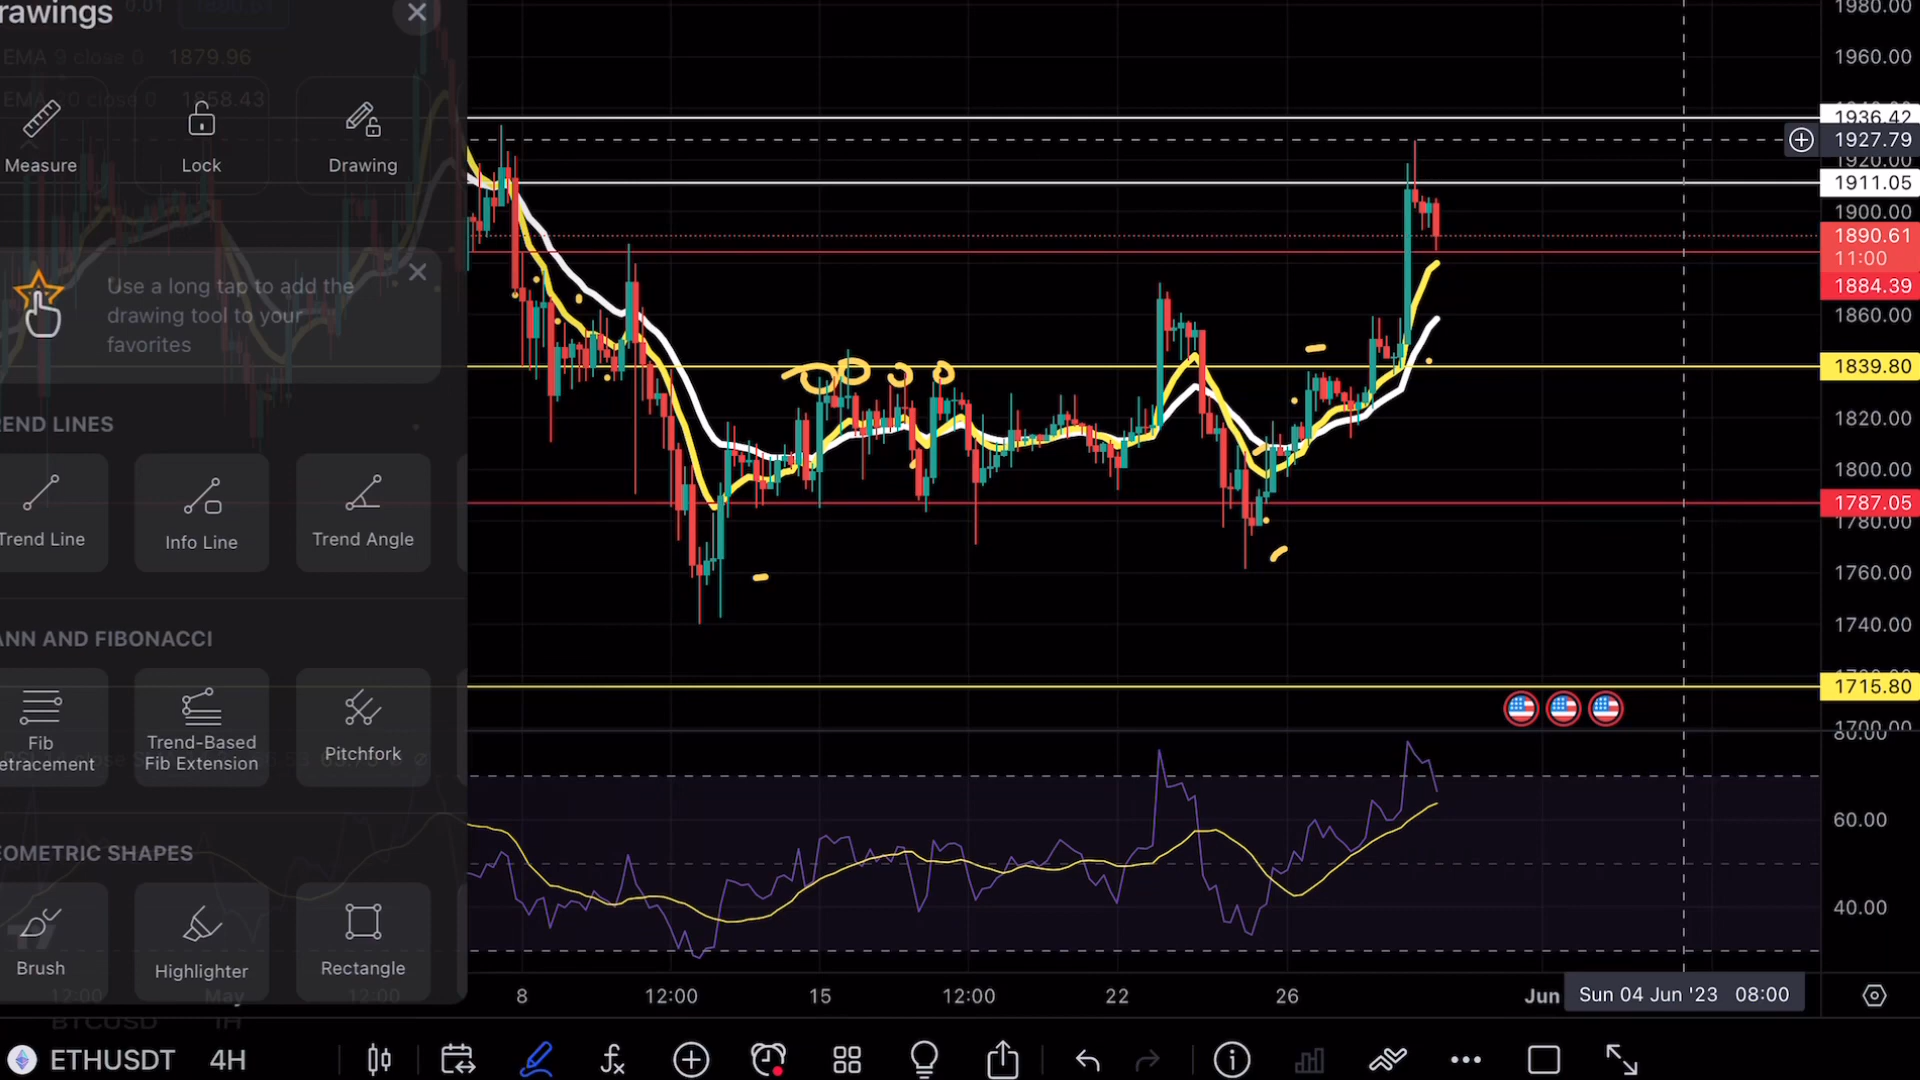 rawings
0.01
EMA 9 close 0 1879.96
close 0 1858.43
Measure
Lock
Drawing
Use a long tap to add the
drawing tool to your
favorites
REND LINES
Trend Line
Info Line
Trend Angle
ANN AND FIBONACCI
Fib
etracement
Trend-Based
Fib Extension
Pitchfork
EOMETRIC SHAPES
Brush
Highlighter
Rectangle
12:00
May
12:00
BTCUSD 1H
1980.00
1960.00
1936.42
1927.79
1920.00
1911.05
1900.00
1890.61
11:00
1884.39
1860.00
1839.80
1820.00
1800.00
1787.05
1780.00
1760.00
1740.00
1715.80
1700.00
80.00
60.00
40.00
8
12:00
15
12:00
22
26
Jun
Sun 04 Jun '23 08:00
ETHUSDT 4H